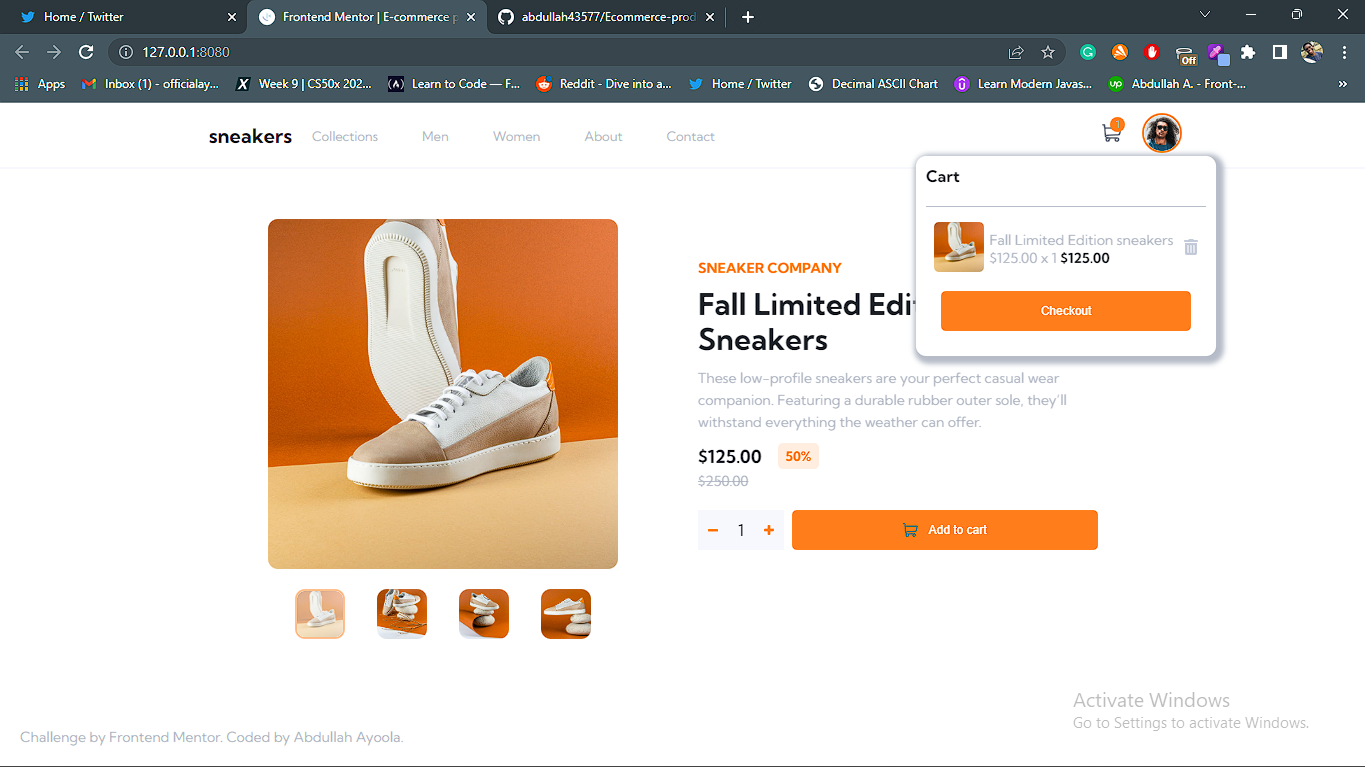 Home / Twitter
Frontend Mentor | E-commerce p
abdullah43577/Ecommerce-prod
127.0.0.1:8080
Off
Apps
Inbox (1) - officialay...
Week 9 | CS50x 202...
Learn to Code — F...
Reddit - Dive into a...
Home / Twitter
Decimal ASCII Chart
Learn Modern Javas...
Abdullah A. - Front-...
sneakers
Collections
Men
Women
About
Contact
1
Cart
Fall Limited Edition sneakers
$125.00 x 1 $125.00
Checkout
SNEAKER COMPANY
Fall Limited Edi
Sneakers
These low-profile sneakers are your perfect casual wear
companion. Featuring a durable rubber outer sole, they'll
withstand everything the weather can offer.
$125.00 50%
$250.00
1
Add to cart
Activate Windows
Go to Settings to activate Windows.
Challenge by Frontend Mentor. Coded by Abdullah Ayoola.